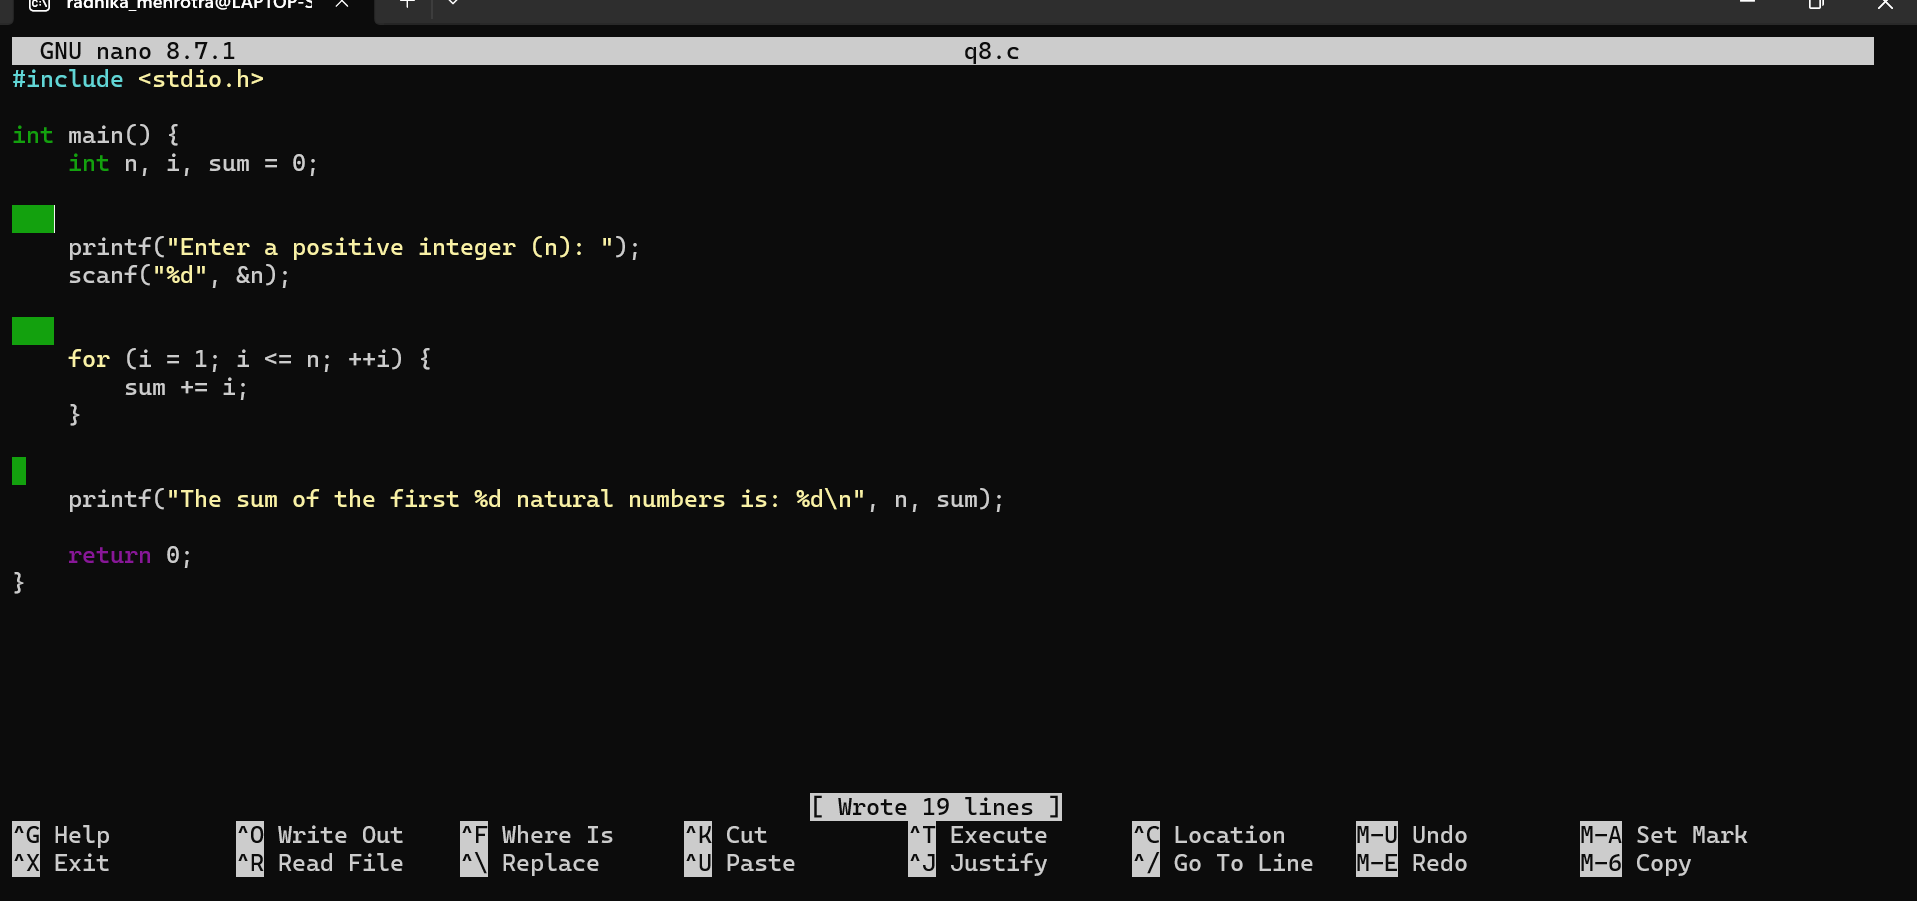 radhika_mehrotra@LAPTOP-
GNU nano 8.7.1 q8.c
#include <stdio.h>
int main() {
    int n, i, sum = 0;
    printf("Enter a positive integer (n): ");
    scanf("%d", &n);
    for (i = 1; i <= n; ++i) {
        sum += i;
    }
    printf("The sum of the first %d natural numbers is: %d\n", n, sum);
    return 0;
}
[ Wrote 19 lines ]
^G Help ^O Write Out ^F Where Is ^K Cut ^T Execute ^C Location M-U Undo M-A Set Mark
^X Exit ^R Read File ^\ Replace ^U Paste ^J Justify ^/ Go To Line M-E Redo M-6 Copy